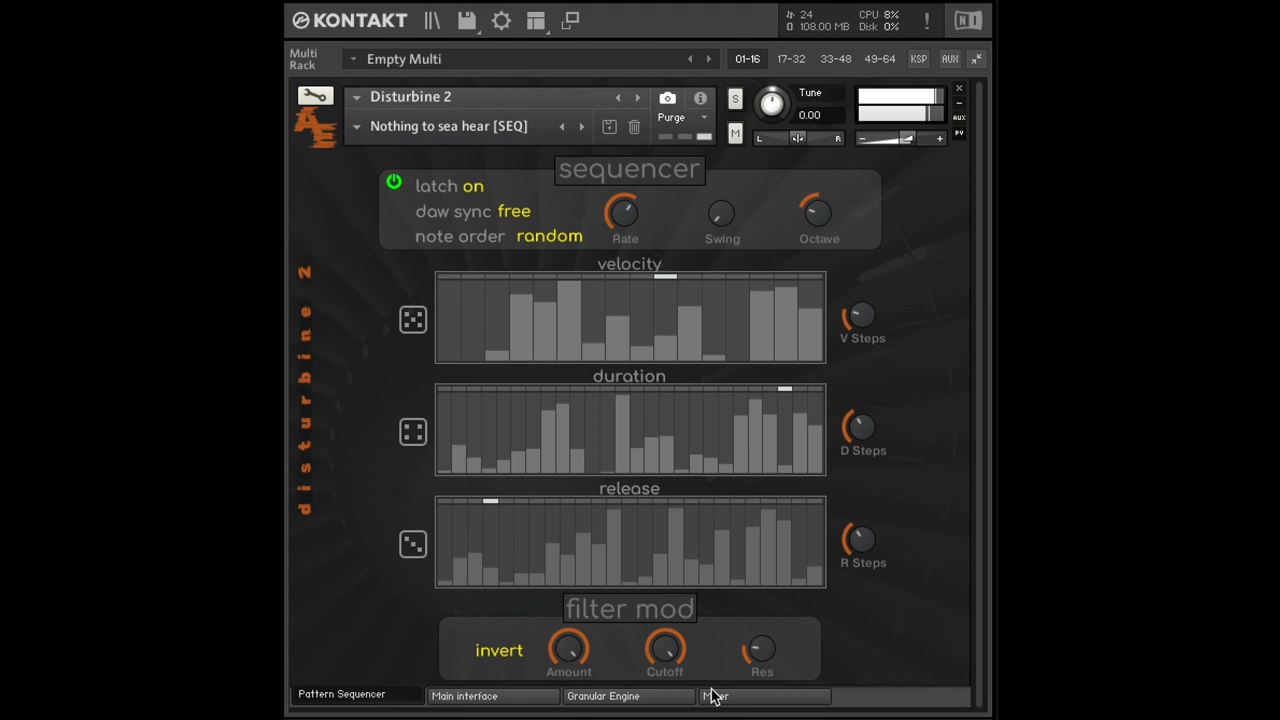 KONTAKT
24
108.00 MB
CPU 8%
Disk 0%
!
Multi
Rack
Empty Multi
01-16
17-32
33-48
49-64
KSP
AUX
Disturbine 2
Purge
S
Tune
0.00
AUX
PV
AE
Nothing to sea hear [SEQ]
M
L
R
sequencer
latch on
daw sync free
note order random
Rate
Swing
Octave
disturbine 2
velocity
V Steps
duration
D Steps
release
R Steps
filter mod
invert
Amount
Cutoff
Res
Pattern Sequencer
Main interface
Granular Engine